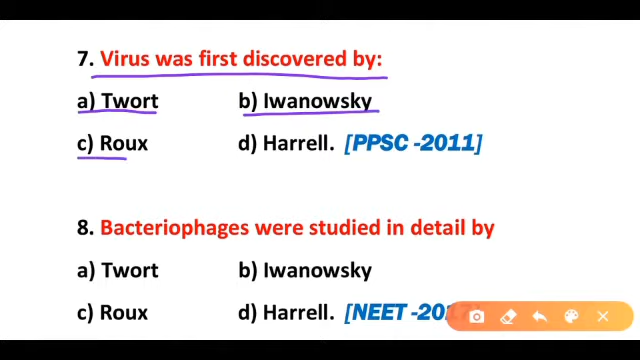 7. Virus was first discovered by:
a) Twort b) Iwanowsky
c) Roux d) Harrell. [PPSC -2011]
8. Bacteriophages were studied in detail by
a) Twort b) Iwanowsky
c) Roux d) Harrell. [NEET -2017]